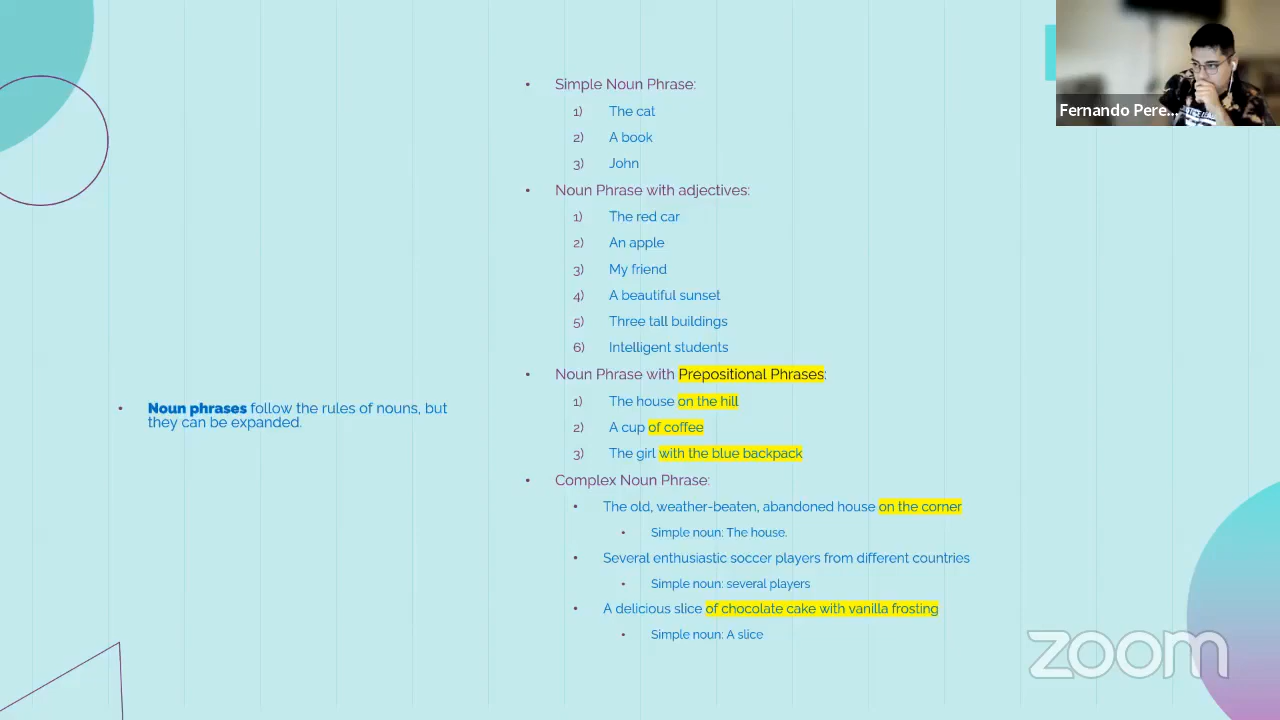 Fernando Pere...
• Simple Noun Phrase:
1) The cat
2) A book
3) John
• Noun Phrase with adjectives:
1) The red car
2) An apple
3) My friend
4) A beautiful sunset
5) Three tall buildings
6) Intelligent students
• Noun Phrase with Prepositional Phrases:
1) The house on the hill
2) A cup of coffee
3) The girl with the blue backpack
• Complex Noun Phrase:
• The old, weather-beaten, abandoned house on the corner
• Simple noun: The house.
• Several enthusiastic soccer players from different countries
• Simple noun: several players
• A delicious slice of chocolate cake with vanilla frosting
• Simple noun: A slice
• Noun phrases follow the rules of nouns, but
they can be expanded.
zoom